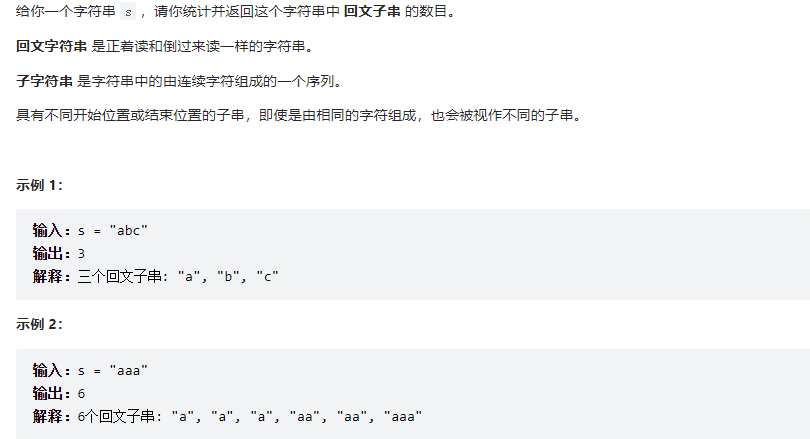 给你一个字符串 s ，请你统计并返回这个字符串中 回文子串 的数目。
回文字符串 是正着读和倒过来读一样的字符串。
子字符串 是字符串中的由连续字符组成的一个序列。
具有不同开始位置或结束位置的子串，即使是由相同的字符组成，也会被视作不同的子串。
示例 1：
输入：s = "abc"
输出：3
解释：三个回文子串: "a", "b", "c"
示例 2：
输入：s = "aaa"
输出：6
解释：6个回文子串: "a", "a", "a", "aa", "aa", "aaa"